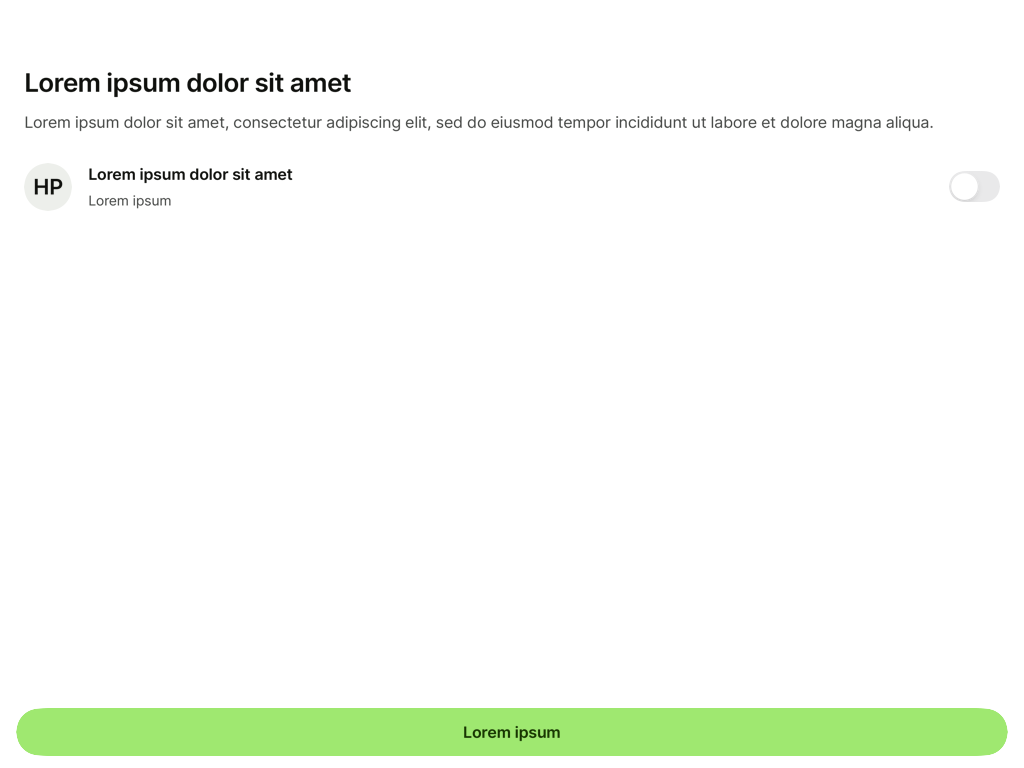 Lorem ipsum dolor sit amet
Lorem ipsum dolor sit amet, consectetur adipiscing elit, sed do eiusmod tempor incididunt ut labore et dolore magna aliqua.
HP
Lorem ipsum dolor sit amet
Lorem ipsum
Lorem ipsum